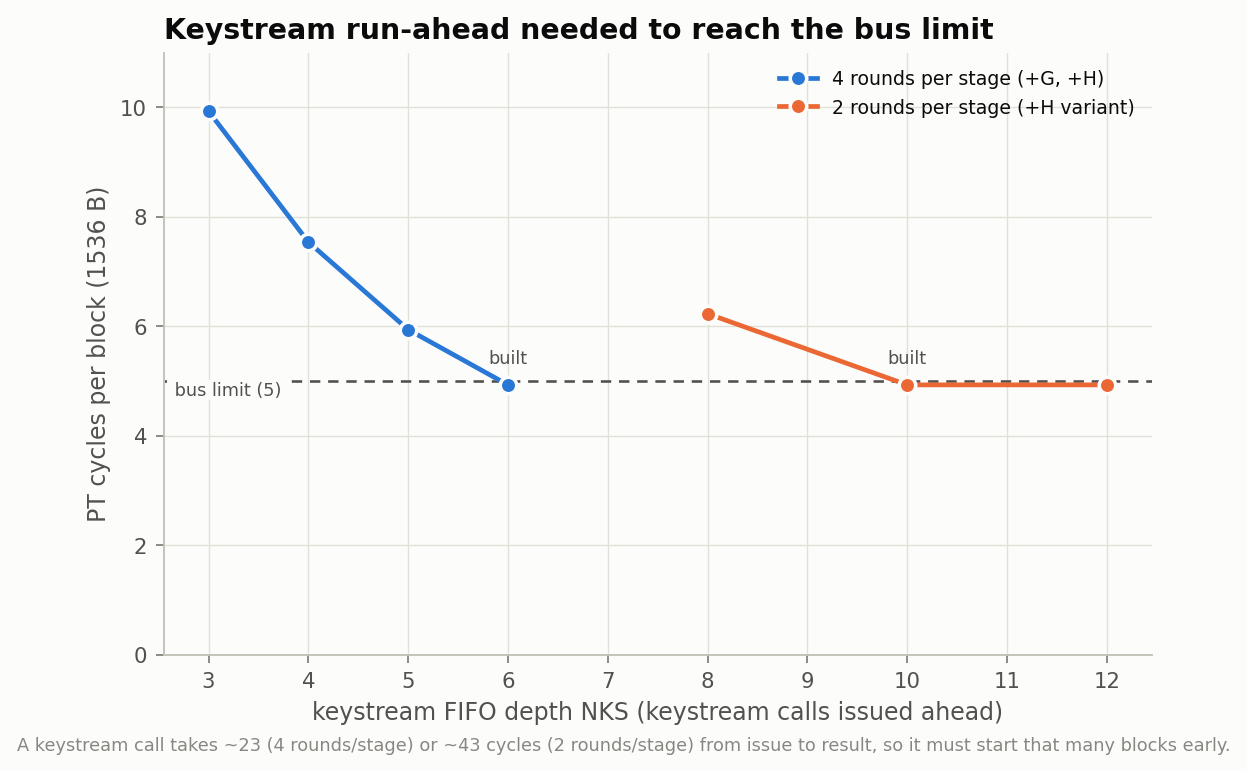 Keystream run-ahead needed to reach the bus limit
4 rounds per stage (+G, +H)
2 rounds per stage (+H variant)
PT cycles per block (1536 B)
10
8
6
4
2
0
built
built
bus limit (5)
3 4 5 6 7 8 9 10 11 12
keystream FIFO depth NKS (keystream calls issued ahead)
A keystream call takes ~23 (4 rounds/stage) or ~43 cycles (2 rounds/stage) from issue to result, so it must start that many blocks early.